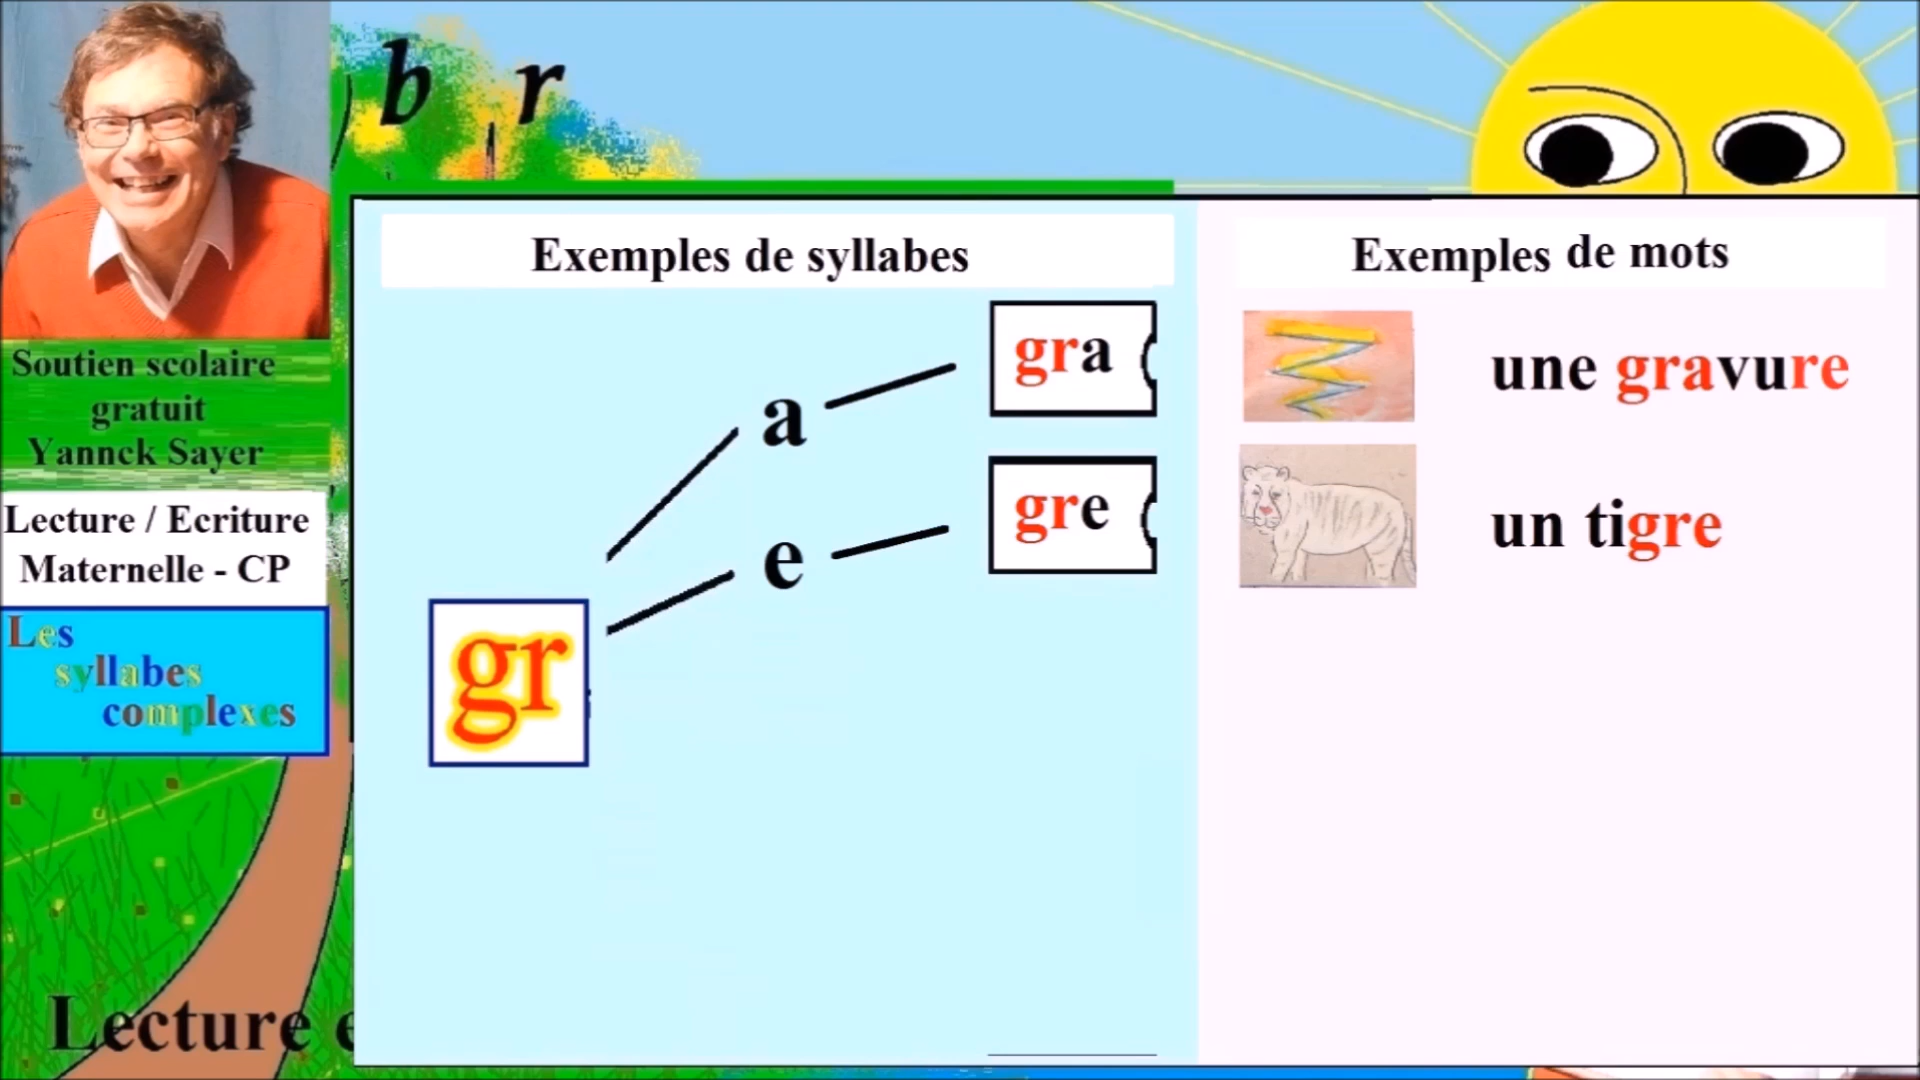 b r
Soutien scolaire
gratuit
Yannck Sayer
Lecture / Ecriture
Maternelle - CP
Les
syllabes
complexes
Lecture e
Exemples de syllabes
gr
a
e
gra
gre
Exemples de mots
une gravure
un tigre